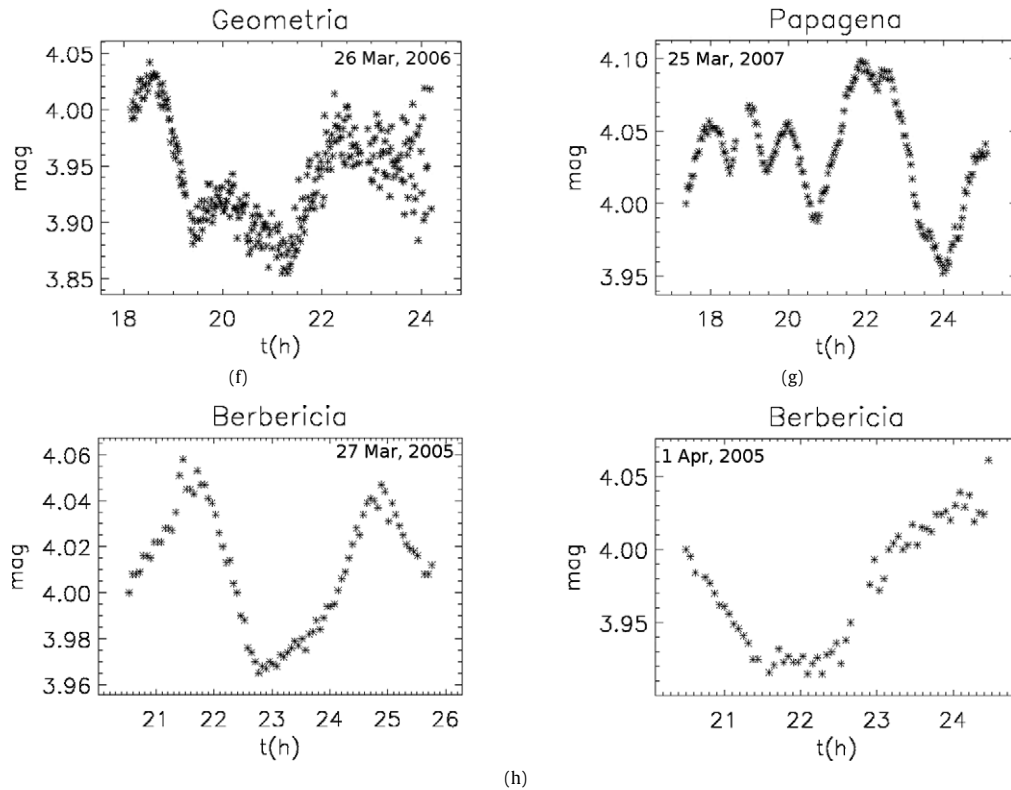 Geometria
26 Mar, 2006
4.05
4.00
3.95
3.90
3.85
mag
18 20 22 24
t(h)
(f)
Papagena
25 Mar, 2007
4.10
4.05
4.00
3.95
mag
18 20 22 24
t(h)
(g)
Berbericia
27 Mar, 2005
4.06
4.04
4.02
4.00
3.98
3.96
mag
21 22 23 24 25 26
t(h)
Berbericia
1 Apr, 2005
4.05
4.00
3.95
mag
21 22 23 24
t(h)
(h)